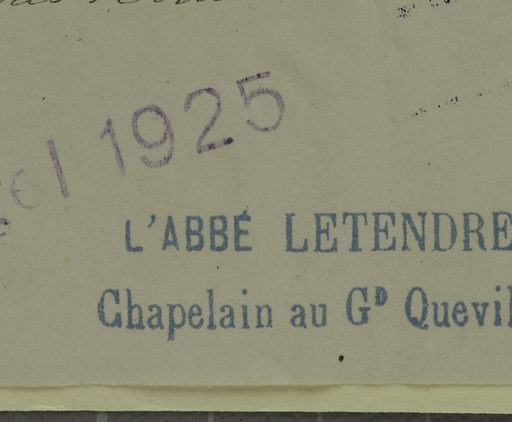 1925
L'ABBÉ LETENDRE
Chapelain au Gᴰ Quevil